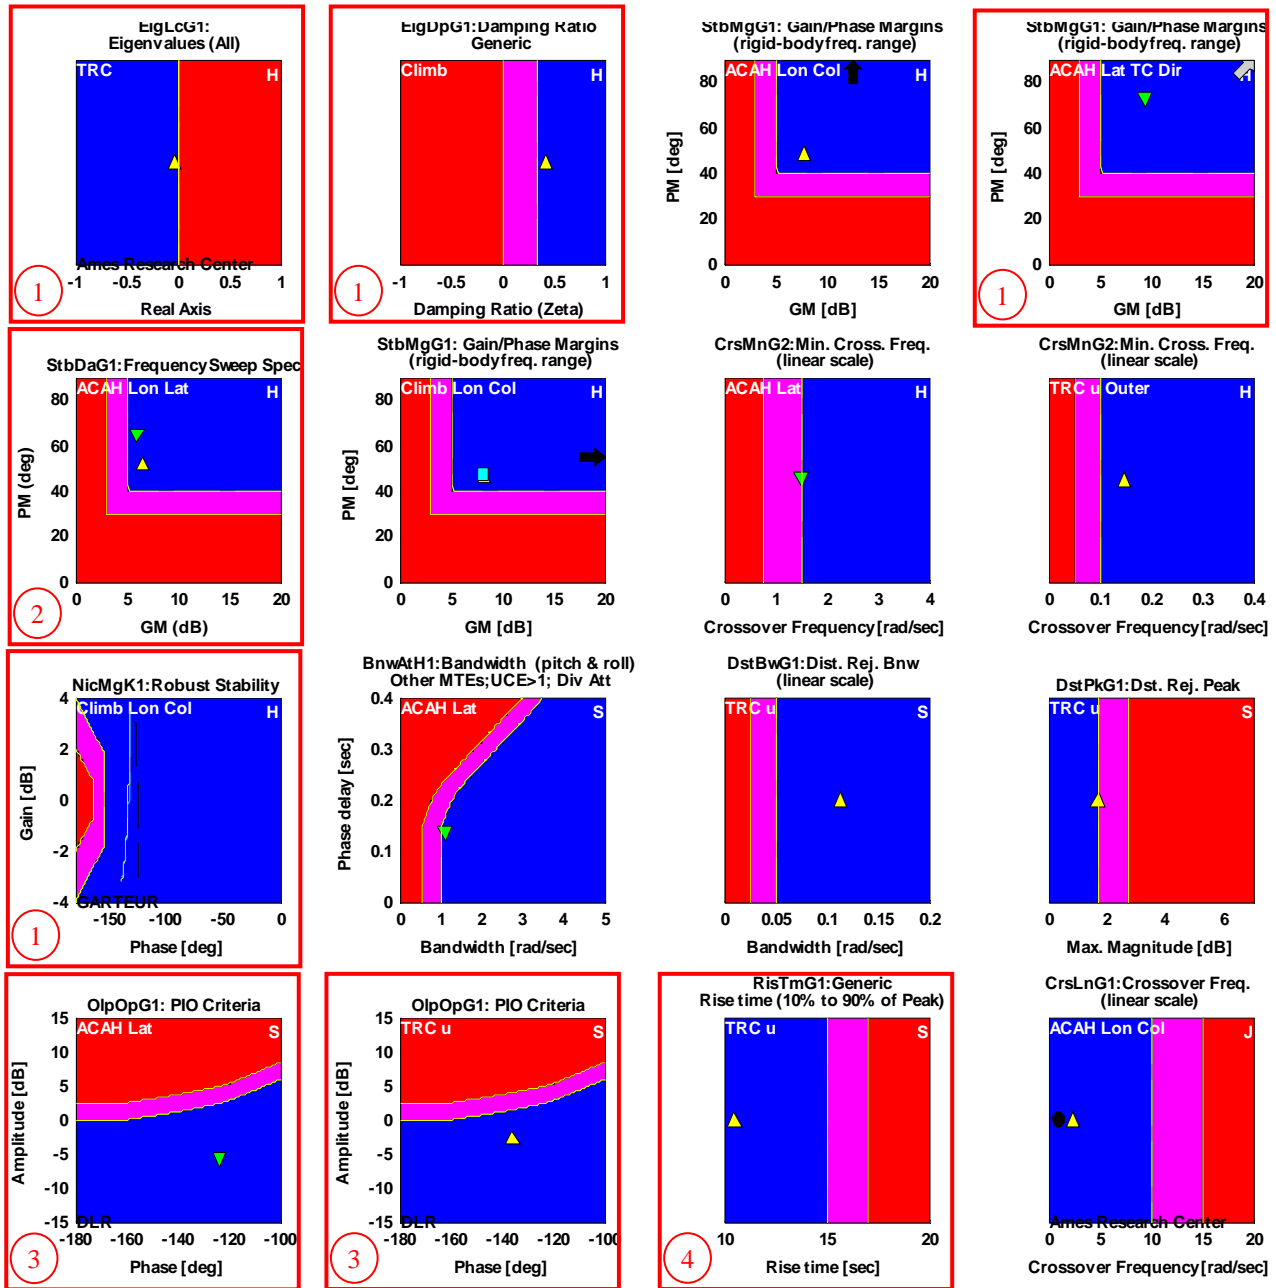 EigLcG1:
Eigenvalues (All)
TRC
H
Ames Research Center
-1 -0.5 0 0.5 1
Real Axis
1
EigDpG1:Damping Ratio
Generic
Climb
H
-1 -0.5 0 0.5 1
Damping Ratio (Zeta)
1
StbMgG1: Gain/Phase Margins
(rigid-bodyfreq. range)
ACAH Lon Col
H
80
60
40
20
0
PM [deg]
0 5 10 15 20
GM [dB]
StbMgG1: Gain/Phase Margins
(rigid-bodyfreq. range)
ACAH Lat TC Dir
H
80
60
40
20
0
PM [deg]
0 5 10 15 20
GM [dB]
1
StbDaG1:Frequency Sweep Spec
ACAH Lon Lat
H
80
60
40
20
0
PM (deg)
0 5 10 15 20
GM (dB)
2
StbMgG1: Gain/Phase Margins
(rigid-bodyfreq. range)
Climb Lon Col
H
80
60
40
20
0
PM [deg]
0 5 10 15 20
GM [dB]
CrsMnG2:Min. Cross. Freq.
(linear scale)
ACAH Lat
H
0 1 2 3 4
Crossover Frequency [rad/sec]
CrsMnG2:Min. Cross. Freq.
(linear scale)
TRC u Outer
H
0 0.1 0.2 0.3 0.4
Crossover Frequency [rad/sec]
NicMgK1:Robust Stability
Climb Lon Col
H
4
2
0
-2
-4
Gain [dB]
GARTEUR
-150 -100 -50 0
Phase [deg]
1
BnwAtH1:Bandwidth (pitch & roll)
Other MTEs;UCE>1; Div Att
ACAH Lat
S
0.4
0.3
0.2
0.1
0
Phase delay [sec]
0 1 2 3 4 5
Bandwidth [rad/sec]
DstBwG1:Dist. Rej. Bnw
(linear scale)
TRC u
S
0 0.05 0.1 0.15 0.2
Bandwidth [rad/sec]
DstPkG1:Dst. Rej. Peak
TRC u
S
0 2 4 6
Max. Magnitude [dB]
OlpOpG1: PIO Criteria
ACAH Lat
S
15
10
5
0
-5
-10
-15
Amplitude [dB]
DLR
-180 -160 -140 -120 -100
Phase [deg]
3
OlpOpG1: PIO Criteria
TRC u
S
15
10
5
0
-5
-10
-15
Amplitude [dB]
DLR
-180 -160 -140 -120 -100
Phase [deg]
3
RisTmG1:Generic
Rise time (10% to 90% of Peak)
TRC u
S
10 15 20
Rise time [sec]
4
CrsLnG1:Crossover Freq.
(linear scale)
ACAH Lon Col
J
Ames Research Center
0 5 10 15 20
Crossover Frequency [rad/sec]